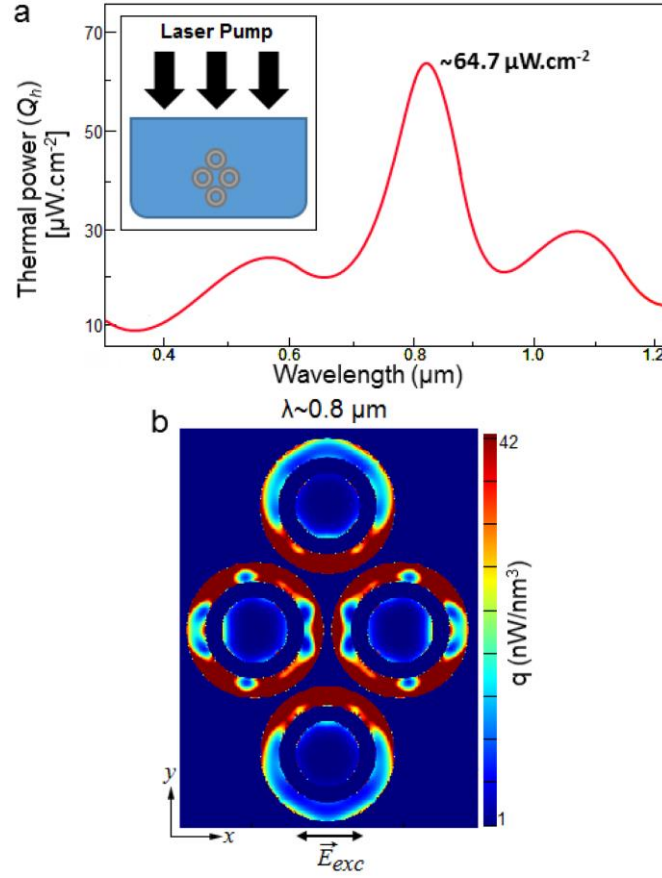 a
Laser Pump
~64.7 μW.cm⁻²
Thermal power (Qₕ)
[μW.cm⁻²]
70
50
30
10
0.4
0.6
0.8
1.0
1.2
Wavelength (μm)
λ~0.8 μm
b
42
q (nW/nm³)
1
y
x
E⃗exc